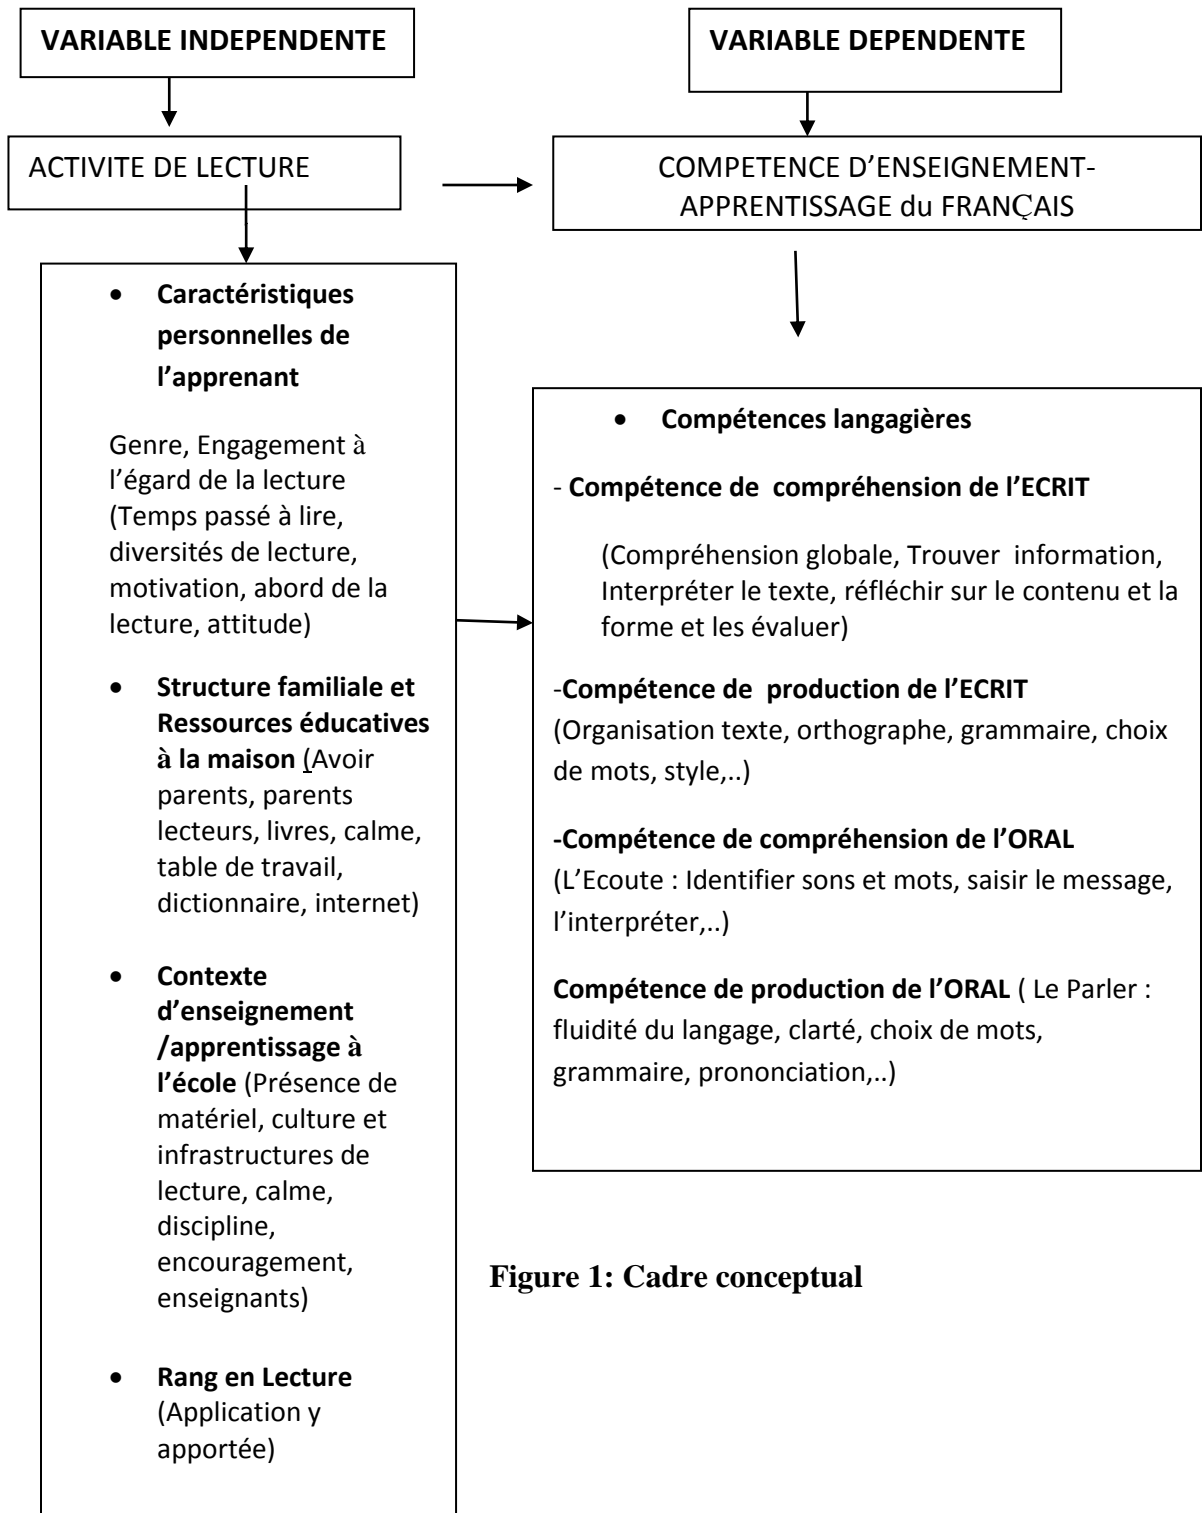 VARIABLE INDEPENDENTE
VARIABLE DEPENDENTE
ACTIVITE DE LECTURE
COMPETENCE D’ENSEIGNEMENT-
APPRENTISSAGE du FRANÇAIS
• Caractéristiques
personnelles de
l’apprenant
Genre, Engagement à
l’égard de la lecture
(Temps passé à lire,
diversités de lecture,
motivation, abord de la
lecture, attitude)
• Structure familiale et
Ressources éducatives
à la maison (Avoir
parents, parents
lecteurs, livres, calme,
table de travail,
dictionnaire, internet)
• Contexte
d’enseignement
/apprentissage à
l’école (Présence de
matériel, culture et
infrastructures de
lecture, calme,
discipline,
encouragement,
enseignants)
• Rang en Lecture
(Application y
apportée)
• Compétences langagières
- Compétence de compréhension de l’ECRIT
(Compréhension globale, Trouver information,
Interpréter le texte, réfléchir sur le contenu et la
forme et les évaluer)
-Compétence de production de l’ECRIT
(Organisation texte, orthographe, grammaire, choix
de mots, style,..)
-Compétence de compréhension de l’ORAL
(L’Ecoute : Identifier sons et mots, saisir le message,
l’interpréter,..)
Compétence de production de l’ORAL ( Le Parler :
fluidité du langage, clarté, choix de mots,
grammaire, prononciation,..)
Figure 1: Cadre conceptual